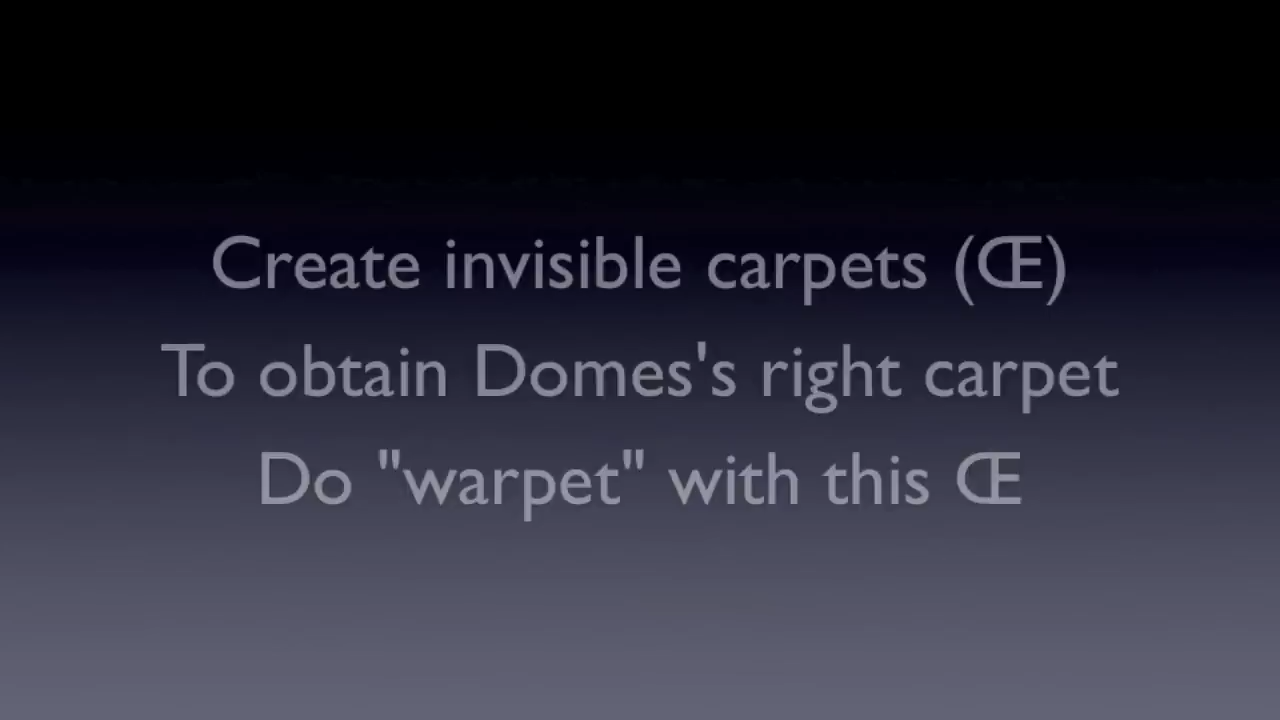 Create invisible carpets (Œ)
To obtain Domes's right carpet
Do "warpet" with this Œ